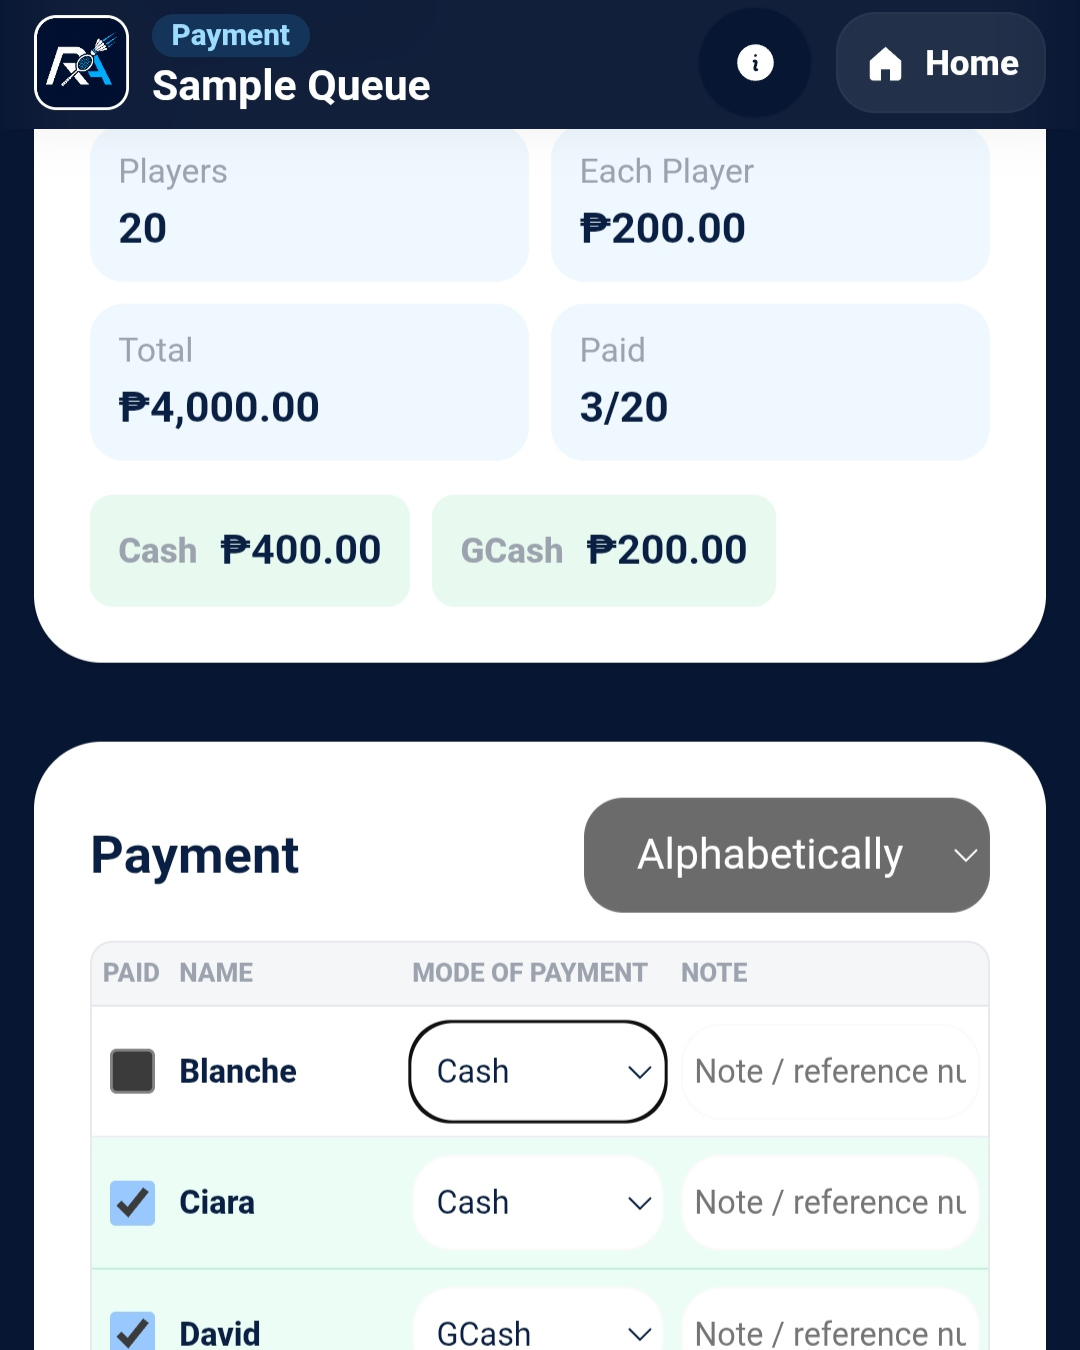 RA
Payment
Sample Queue
Home
Players
20
Each Player
₱200.00
Total
₱4,000.00
Paid
3/20
Cash ₱400.00
GCash ₱200.00
Payment
Alphabetically
PAID NAME MODE OF PAYMENT NOTE
Blanche Cash Note / reference nu
Ciara Cash Note / reference nu
David GCash Note / reference nu